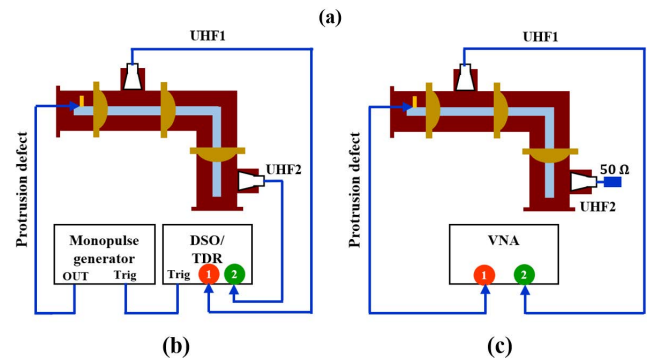 (a)
UHF1
UHF2
Protrusion defect
Monopulse
generator
OUT Trig
DSO/
TDR
Trig 1 2
(b)
UHF1
50 Ω
UHF2
Protrusion defect
VNA
1 2
(c)